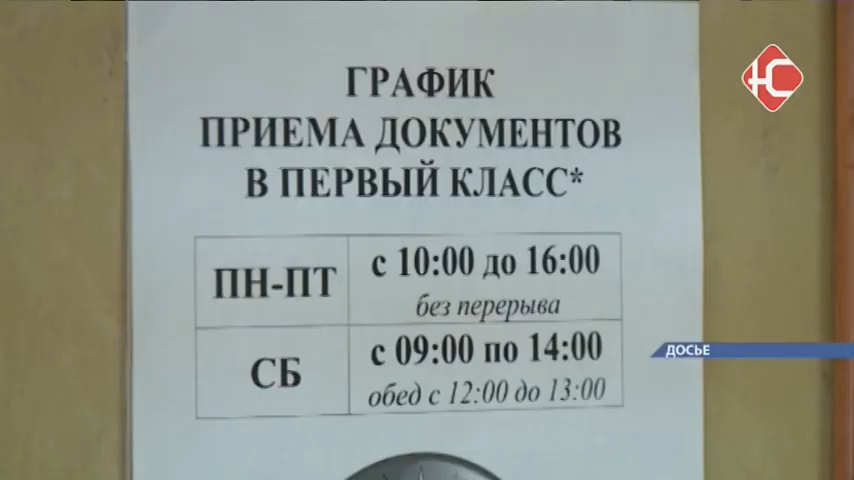 ГРАФИК
ПРИЕМА ДОКУМЕНТОВ
В ПЕРВЫЙ КЛАСС*
ПН-ПТ
с 10:00 до 16:00
без перерыва
СБ
с 09:00 по 14:00
обед с 12:00 до 13:00
ДОСЬЕ
ЮС